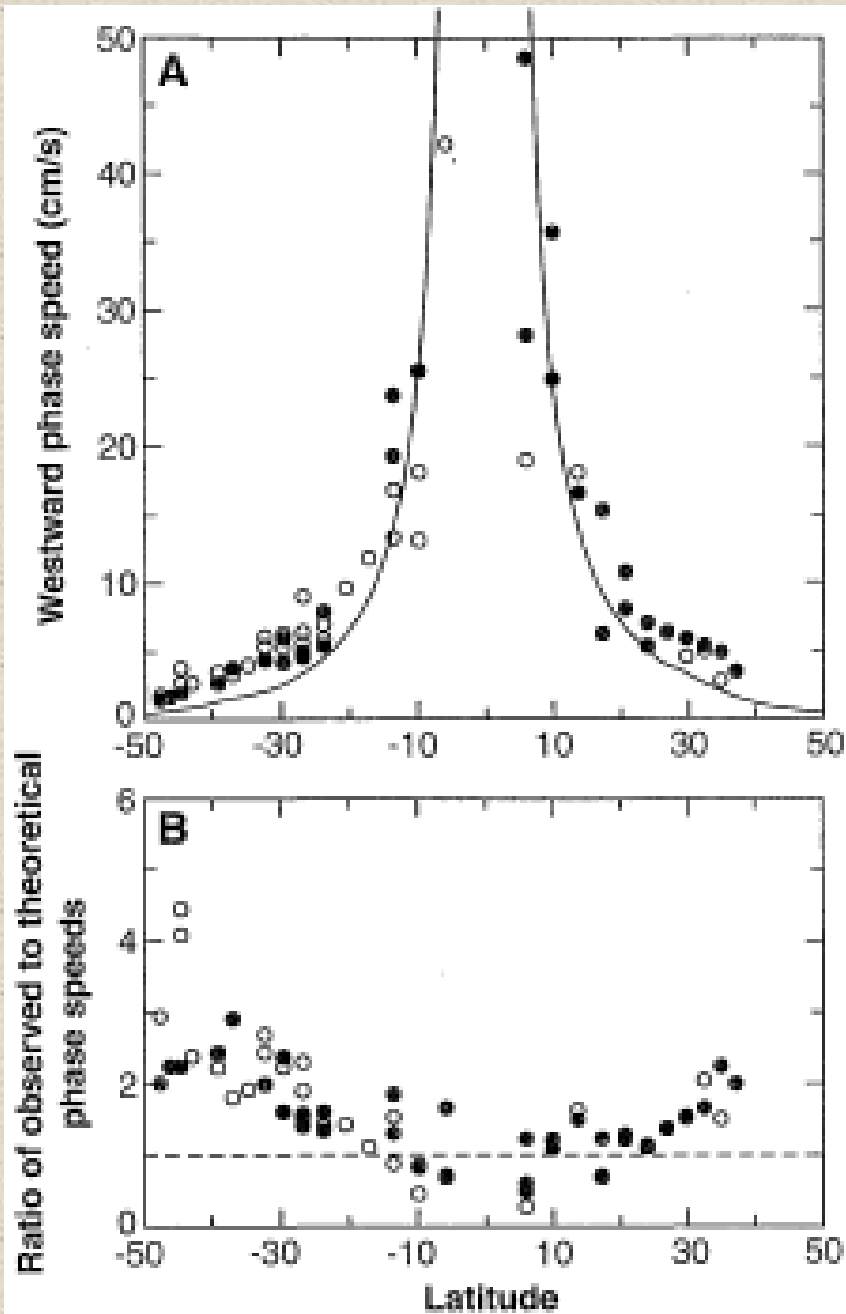 A
50
40
30
20
10
0
Westward phase speed (cm/s)
-50 -30 -10 10 30 50
B
6
4
2
0
Ratio of observed to theoretical
phase speeds
-50 -30 -10 10 30 50
Latitude